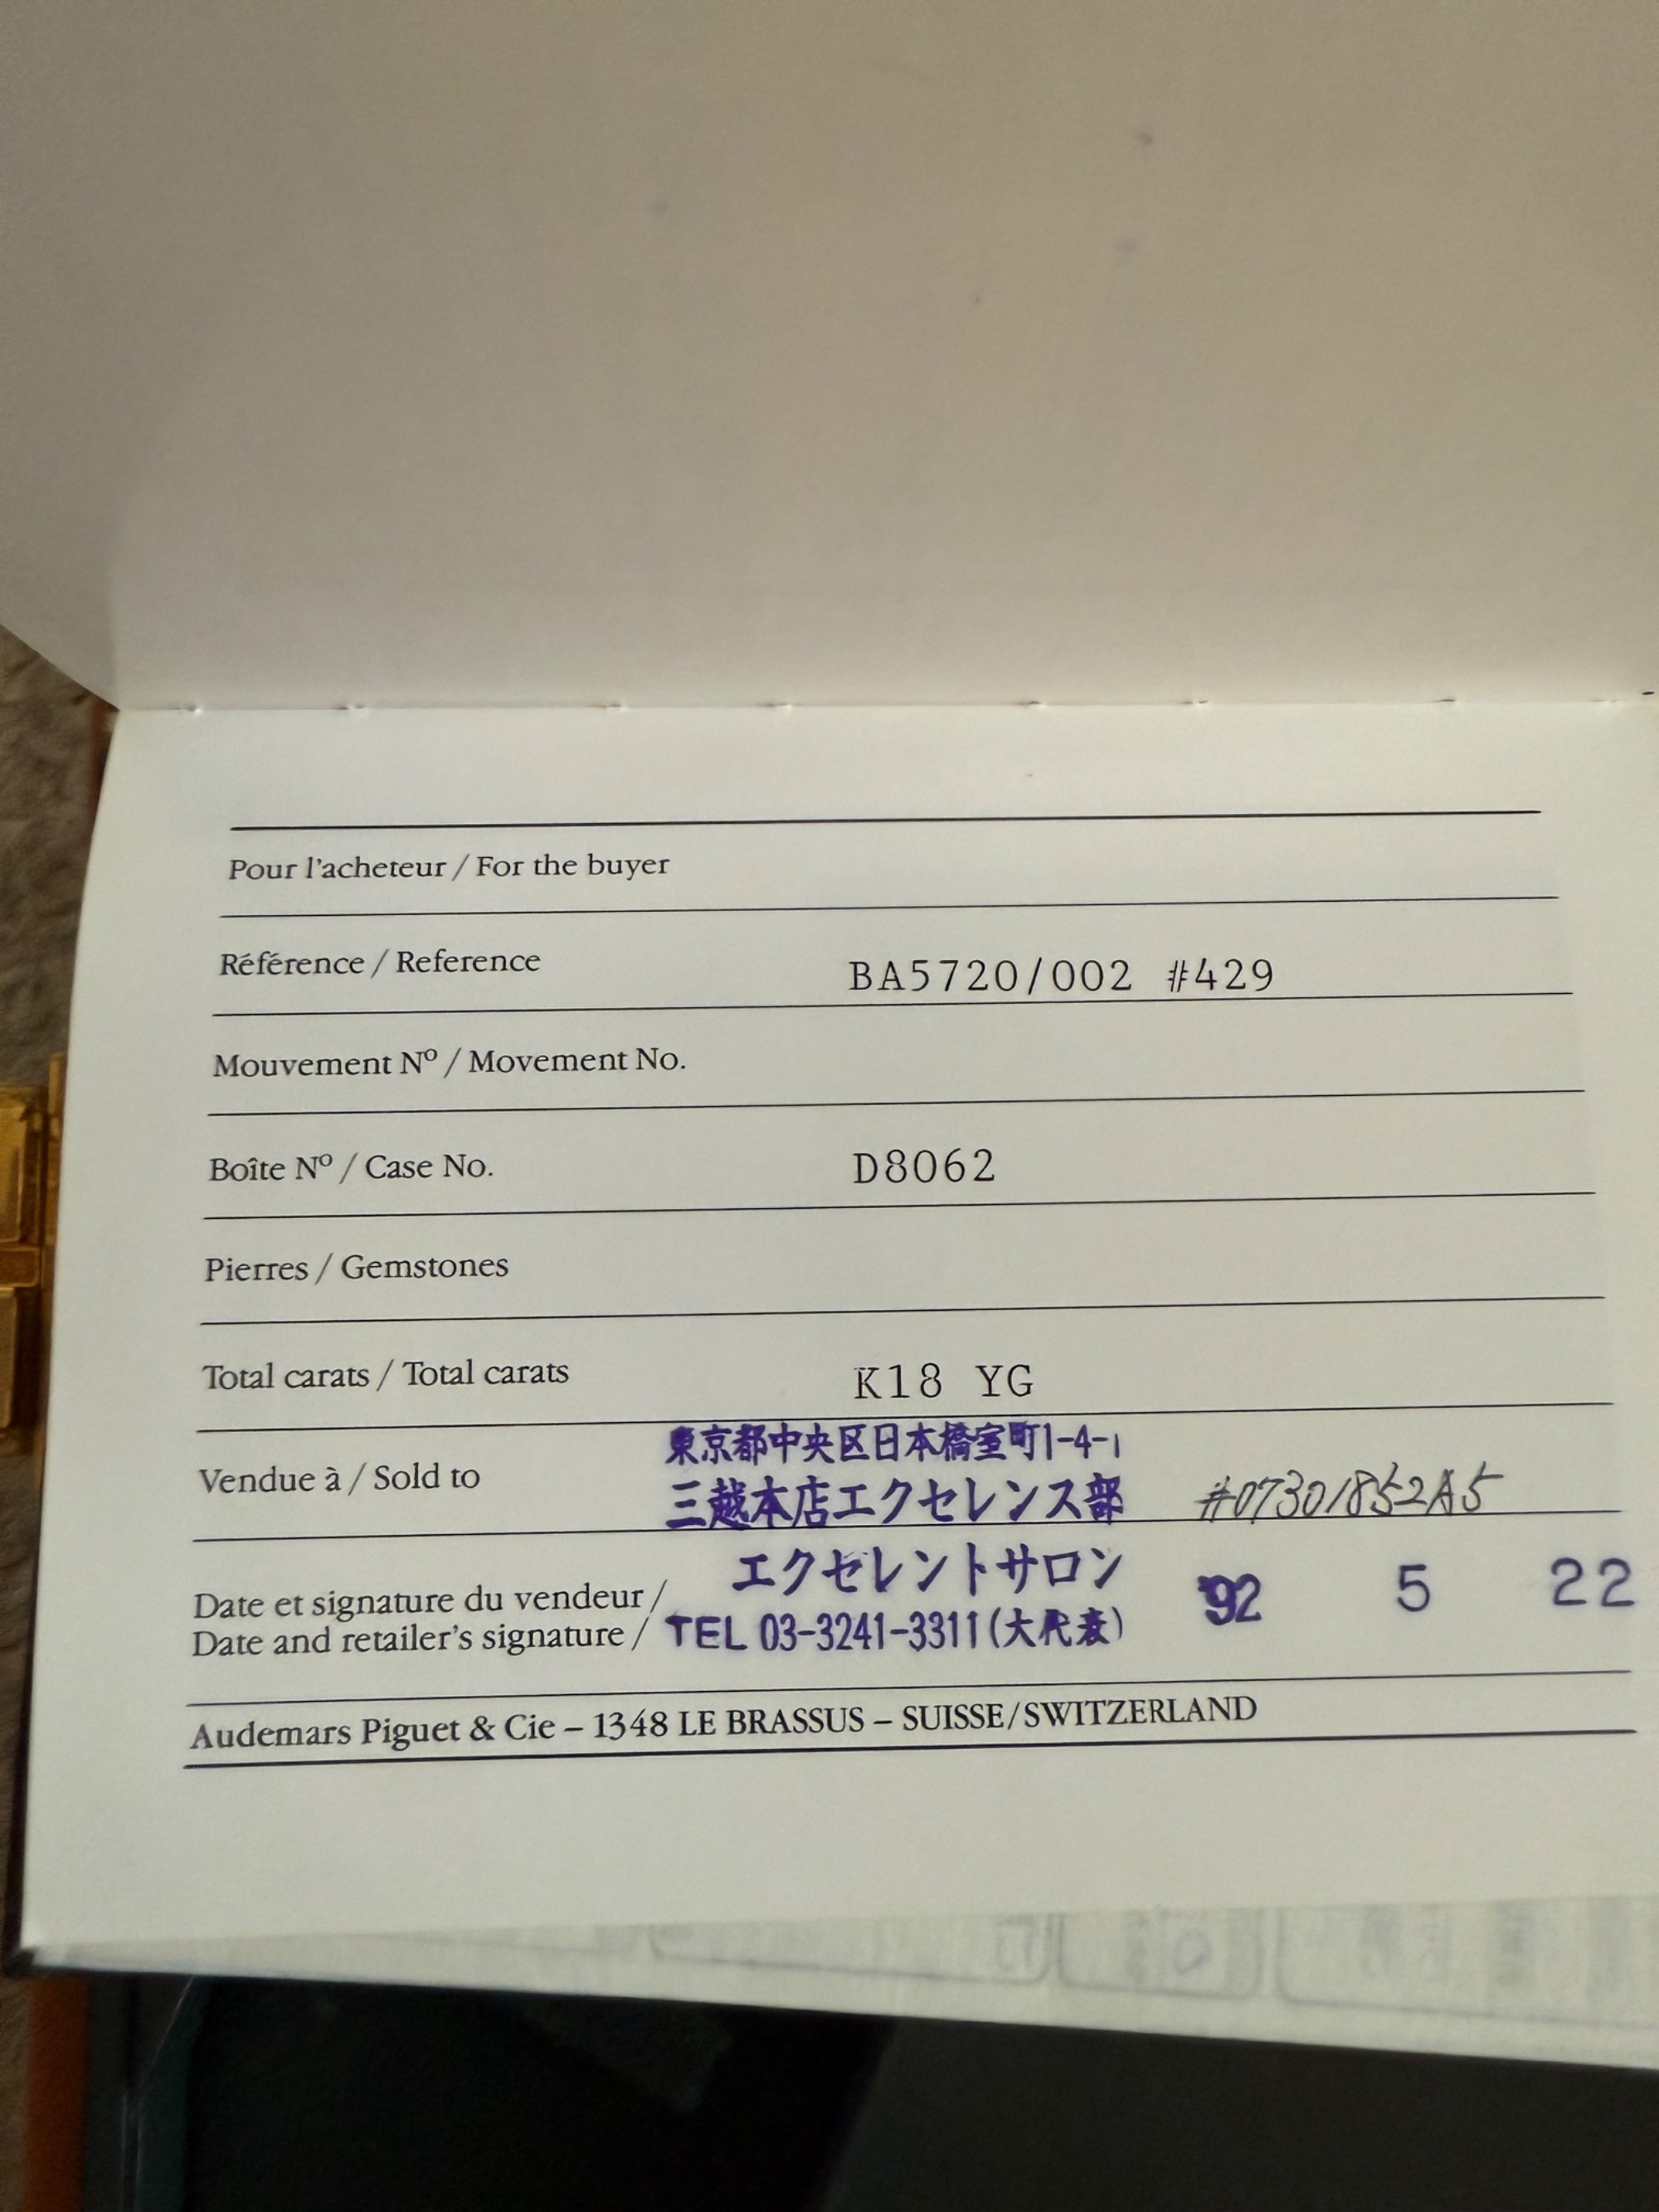 Pour l'acheteur / For the buyer
Référence / Reference BA5720/002 #429
Mouvement Nº / Movement No.
Boîte Nº / Case No. D8062
Pierres / Gemstones
Total carats / Total carats K18 YG
東京都中央区日本橋室町1-4-1
Vendue à / Sold to 三越本店エクセレンス部 #07301852A5
エクセレントサロン 92 5 22
Date et signature du vendeur /
Date and retailer's signature / TEL 03-3241-3311(大代表)
Audemars Piguet & Cie – 1348 LE BRASSUS – SUISSE/SWITZERLAND